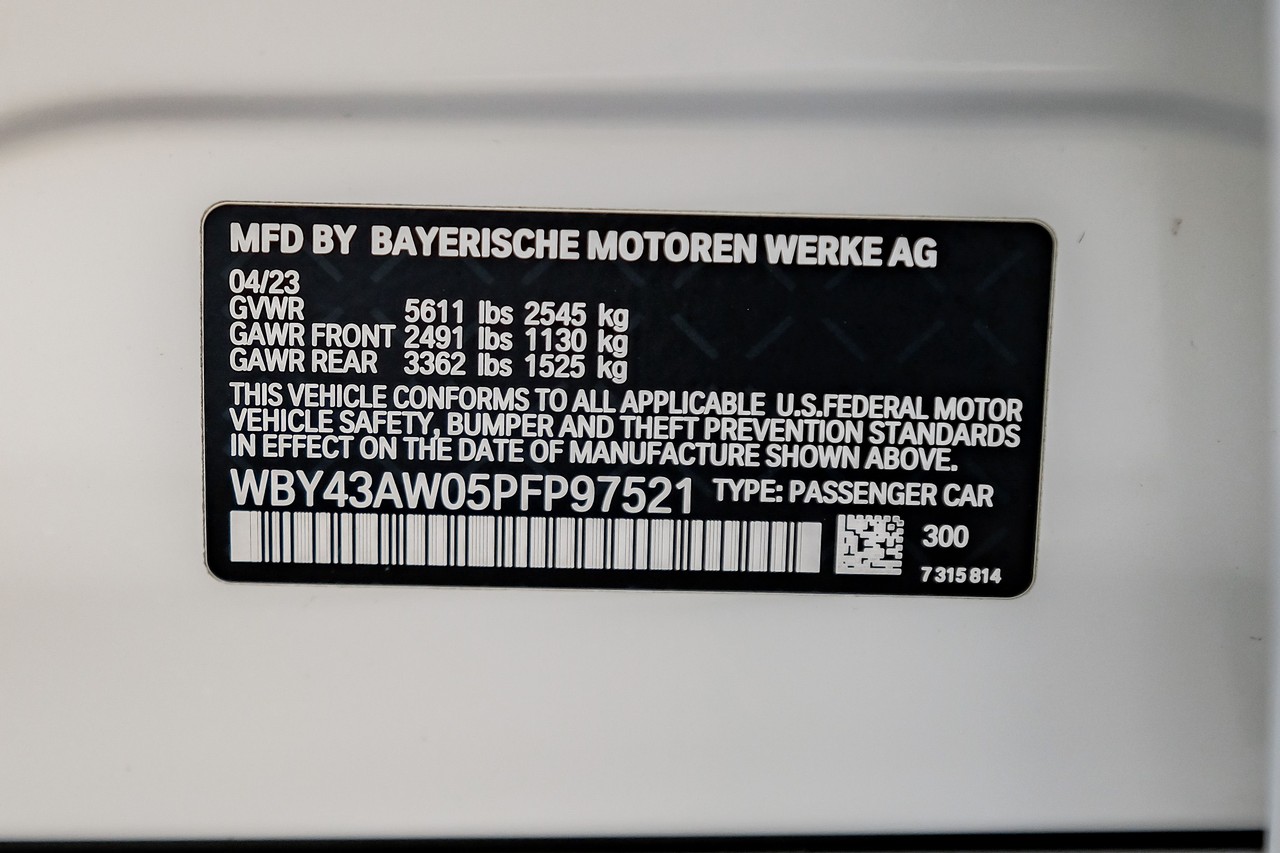 MFD BY BAYERISCHE MOTOREN WERKE AG
04/23
GVWR 5611 lbs 2545 kg
GAWR FRONT 2491 lbs 1130 kg
GAWR REAR 3362 lbs 1525 kg
THIS VEHICLE CONFORMS TO ALL APPLICABLE U.S.FEDERAL MOTOR
VEHICLE SAFETY, BUMPER AND THEFT PREVENTION STANDARDS
IN EFFECT ON THE DATE OF MANUFACTURE SHOWN ABOVE.
WBY43AW05PFP97521 TYPE: PASSENGER CAR
300
7 315 814